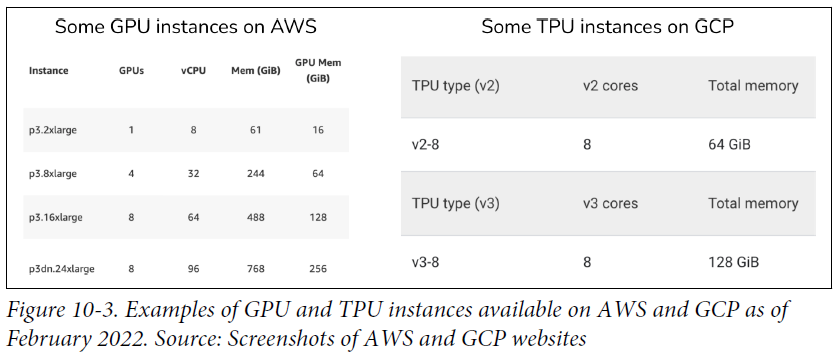 Some GPU instances on AWS
Instance GPUs vCPU Mem (GiB) GPU Mem (GiB)
p3.2xlarge 1 8 61 16
p3.8xlarge 4 32 244 64
p3.16xlarge 8 64 488 128
p3dn.24xlarge 8 96 768 256
Some TPU instances on GCP
TPU type (v2) v2 cores Total memory
v2-8 8 64 GiB
TPU type (v3) v3 cores Total memory
v3-8 8 128 GiB
Figure 10-3. Examples of GPU and TPU instances available on AWS and GCP as of
February 2022. Source: Screenshots of AWS and GCP websites